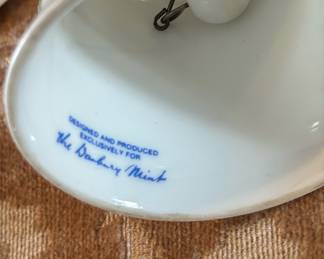 DESIGNED AND PRODUCED
EXCLUSIVELY FOR
The Danbury Mint